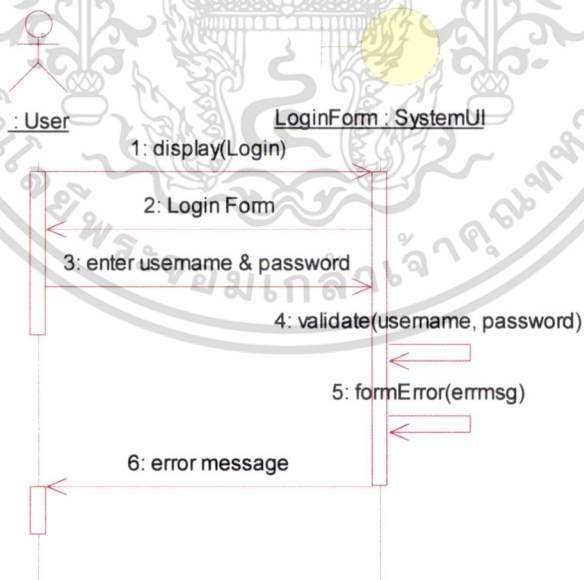 : User
LoginForm : SystemUI
1: display(Login)
2: Login Form
3: enter username & password
4: validate(username, password)
5: formError(errmsg)
6: error message